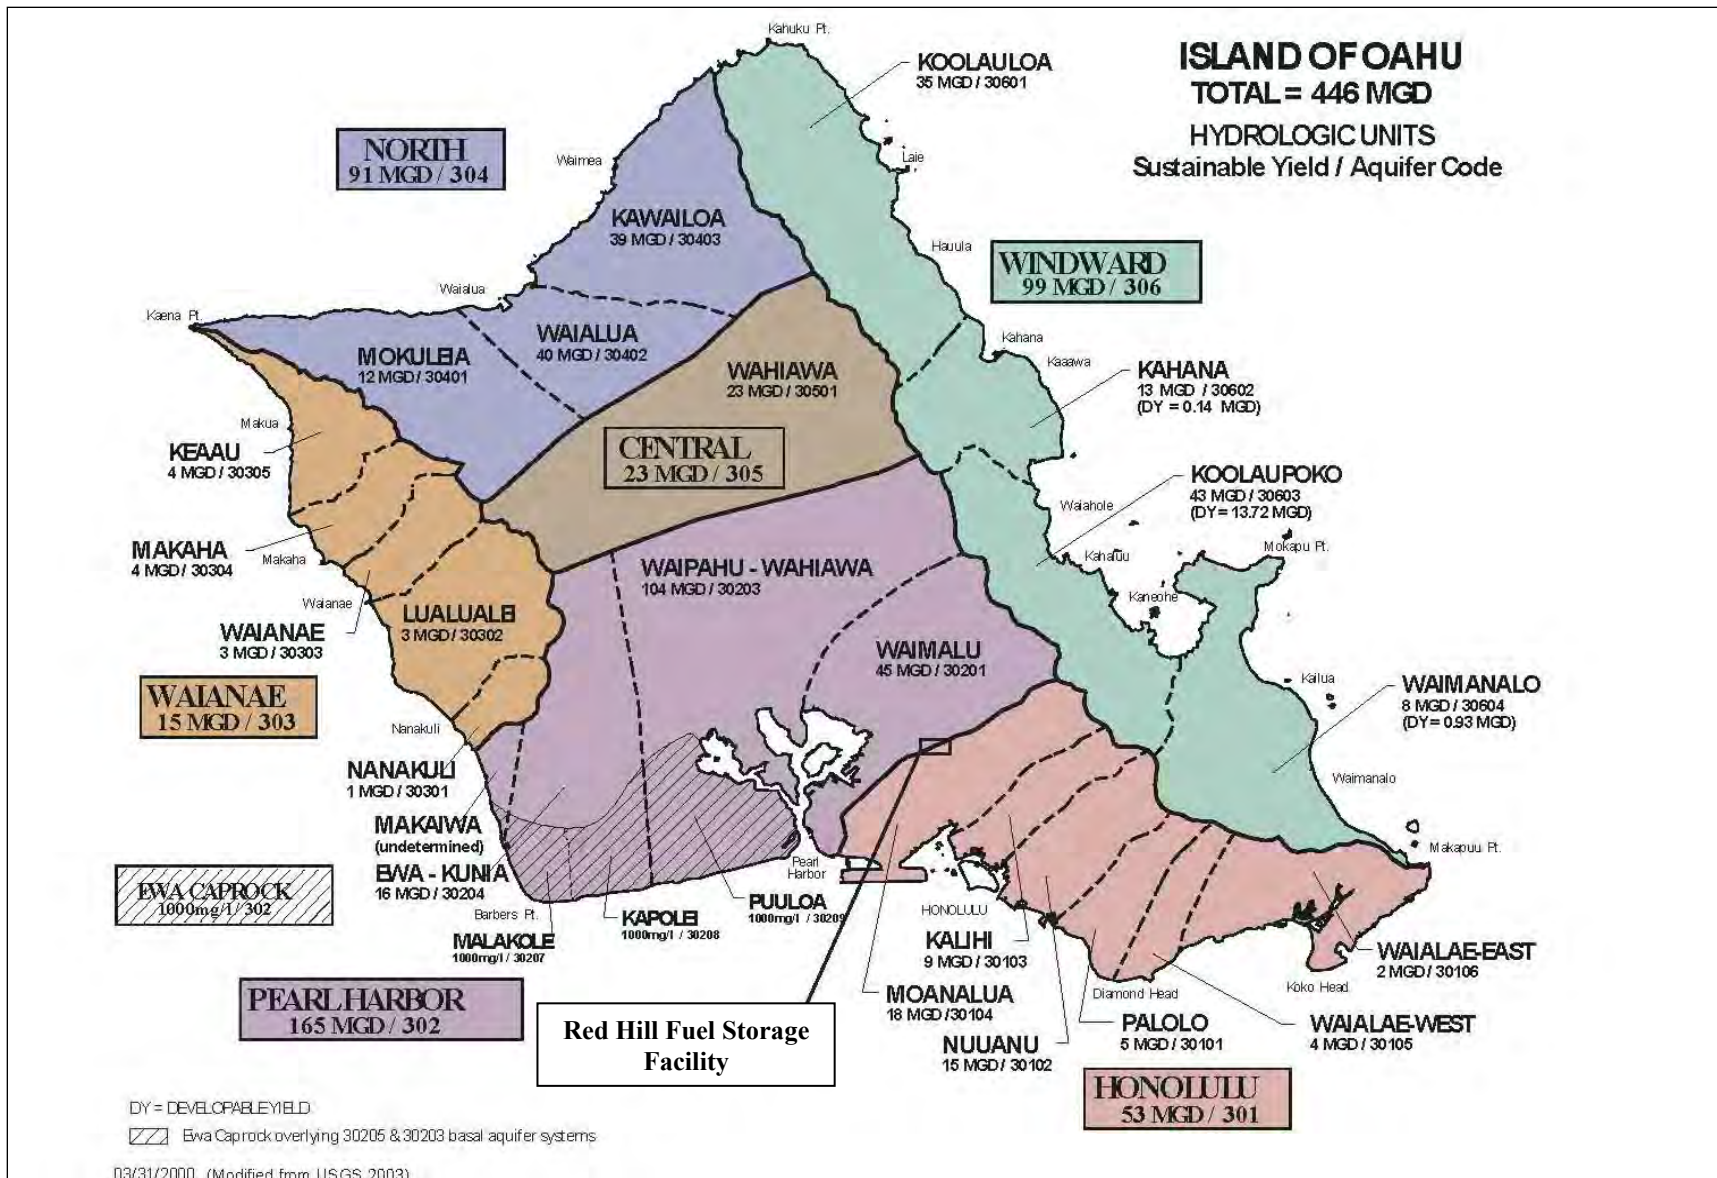 Kahuku Pt.
ISLAND OF OAHU
TOTAL = 446 MGD
HYDROLOGIC UNITS
Sustainable Yield / Aquifer Code
KOOLAULOA
35 MGD / 30601
NORTH
91 MGD / 304
Waimea
Laie
KAWAILOA
39 MGD / 30403
Hauula
WINDWARD
99 MGD / 306
Waialua
Kaena Pt.
WAIALUA
40 MGD / 30402
MOKULEIA
12 MGD / 30401
Kahana
Kaaawa
WAHIAWA
23 MGD / 30501
KAHANA
13 MGD / 30602
(DY = 0.14 MGD)
Makua
KEAAU
4 MGD / 30305
CENTRAL
23 MGD / 305
KOOLAUPOKO
43 MGD / 30603
(DY = 13.72 MGD)
Waiahole
MAKAHA
4 MGD / 30304
Makaha
Kahaluu
Mokapu Pt.
WAIPAHU - WAHIAWA
104 MGD / 30203
Waianae
Kaneohe
WAIANAE
3 MGD / 30303
LUALUALEI
3 MGD / 30302
WAIMALU
45 MGD / 30201
WAIANAE
15 MGD / 303
Kailua
WAIMANALO
8 MGD / 30604
(DY = 0.93 MGD)
Nanakuli
NANAKULI
1 MGD / 30301
Waimanalo
MAKAIWA
(undetermined)
EWA - KUNIA
16 MGD / 30204
Makapuu Pt.
Pearl
Harbor
EWA CAPROCK
1000mg/l / 302
Barbers Pt.
MALAKOLE
1000mg/l / 30207
KAPOLEI
1000mg/l / 30208
PUULOA
1000mg/l / 30209
HONOLULU
KALIHI
9 MGD / 30103
WAIALAE-EAST
2 MGD / 30106
PEARL HARBOR
165 MGD / 302
MOANALUA
18 MGD /30104
Diamond Head
Koko Head
Red Hill Fuel Storage
Facility
NUUANU
15 MGD / 30102
PALOLO
5 MGD / 30101
WAIALAE-WEST
4 MGD / 30105
HONOLULU
53 MGD / 301
DY = DEVELOPABLE YIELD
Ewa Caprock overlying 30205 & 30203 basal aquifer systems
03/31/2000 (Modified from USGS 2003)